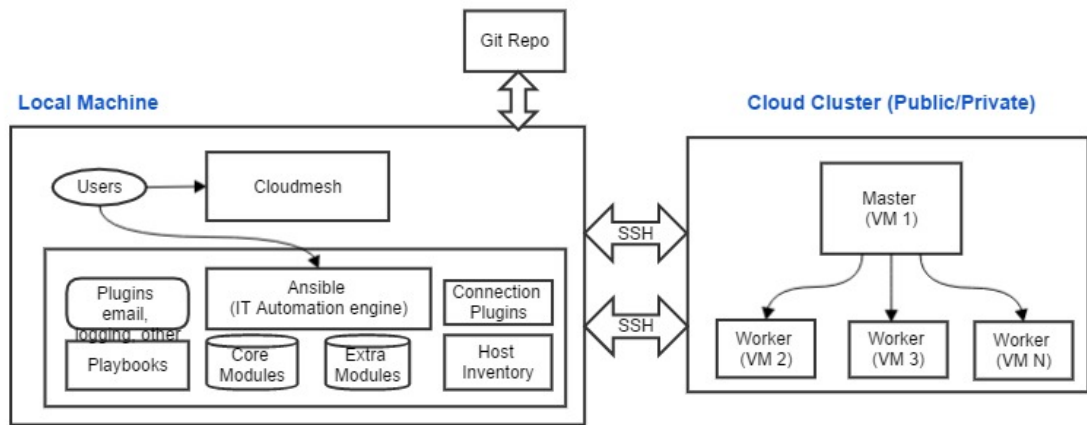 Git Repo
Local Machine
Cloud Cluster (Public/Private)
Users
Cloudmesh
Master
(VM 1)
SSH
Plugins
email,
logging, other
Ansible
(IT Automation engine)
Connection
Plugins
SSH
Playbooks
Core
Modules
Extra
Modules
Host
Inventory
Worker
(VM 2)
Worker
(VM 3)
Worker
(VM N)